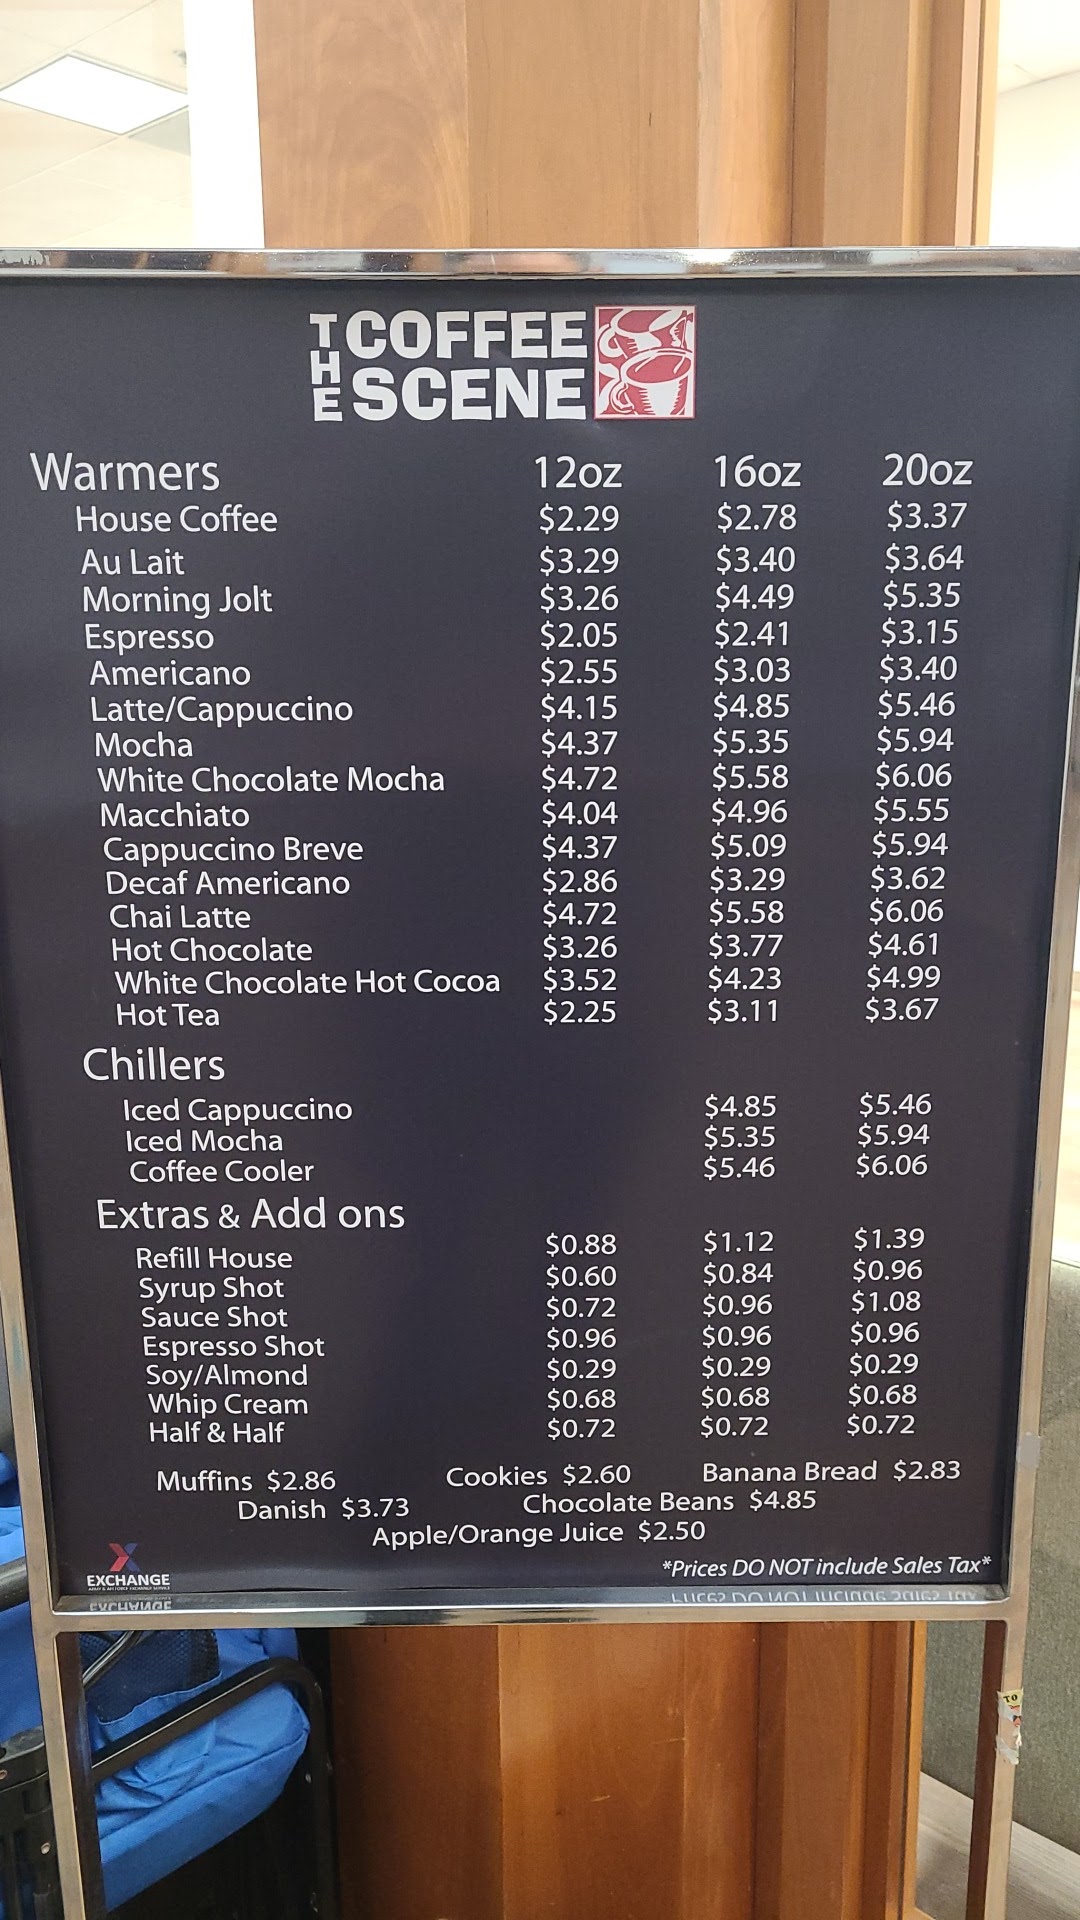 THE COFFEE SCENE
Warmers 12oz 16oz 20oz
House Coffee $2.29 $2.78 $3.37
Au Lait $3.29 $3.40 $3.64
Morning Jolt $3.26 $4.49 $5.35
Espresso $2.05 $2.41 $3.15
Americano $2.55 $3.03 $3.40
Latte/Cappuccino $4.15 $4.85 $5.46
Mocha $4.37 $5.35 $5.94
White Chocolate Mocha $4.72 $5.58 $6.06
Macchiato $4.04 $4.96 $5.55
Cappuccino Breve $4.37 $5.09 $5.94
Decaf Americano $2.86 $3.29 $3.62
Chai Latte $4.72 $5.58 $6.06
Hot Chocolate $3.26 $3.77 $4.61
White Chocolate Hot Cocoa $3.52 $4.23 $4.99
Hot Tea $2.25 $3.11 $3.67
Chillers
Iced Cappuccino $4.85 $5.46
Iced Mocha $5.35 $5.94
Coffee Cooler $5.46 $6.06
Extras & Add ons
Refill House $0.88 $1.12 $1.39
Syrup Shot $0.60 $0.84 $0.96
Sauce Shot $0.72 $0.96 $1.08
Espresso Shot $0.96 $0.96 $0.96
Soy/Almond $0.29 $0.29 $0.29
Whip Cream $0.68 $0.68 $0.68
Half & Half $0.72 $0.72 $0.72
Muffins $2.86 Cookies $2.60 Banana Bread $2.83
Danish $3.73 Chocolate Beans $4.85
Apple/Orange Juice $2.50
*Prices DO NOT include Sales Tax*
EXCHANGE
TO